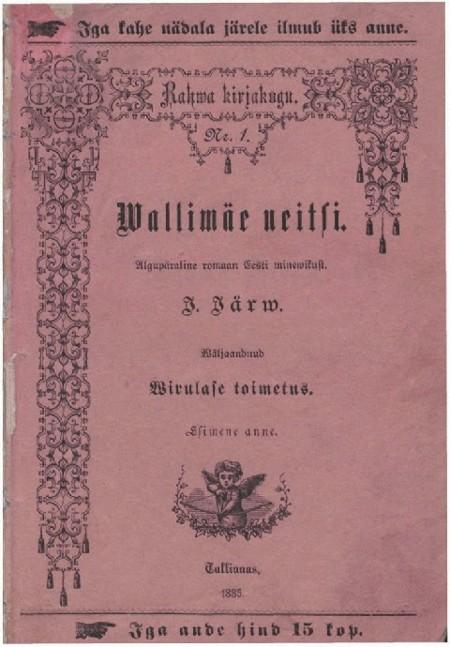 Iga kahe nädala järele ilmub üks anne.
Rahwa kirjakogu.
Nr. 1.
Wallimäe neitsi.
Algupäraline romaan Eesti minewikust.
J. Järw.
Wäljaandnud
Wirulase toimetus.
Esimene anne.
Tallinnas,
1885.
Iga ande hind 15 kop.